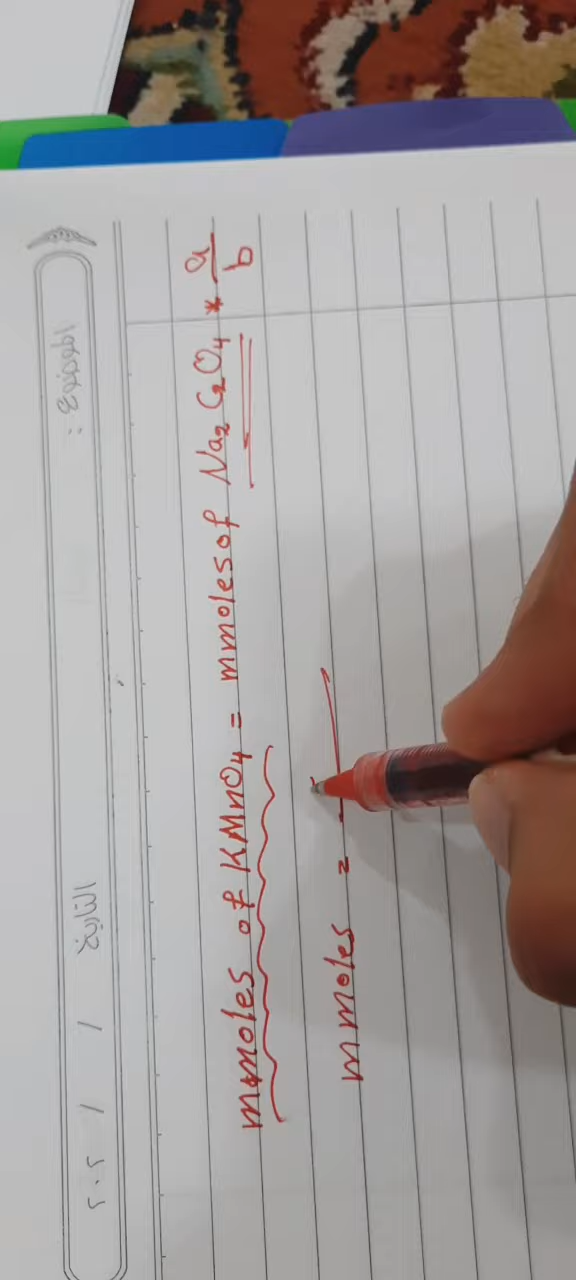 الموضوع :
التاريخ / / ٢٠٢
mmoles of KMnO₄ = mmoles of Na₂C₂O₄ * a/b
mmoles =